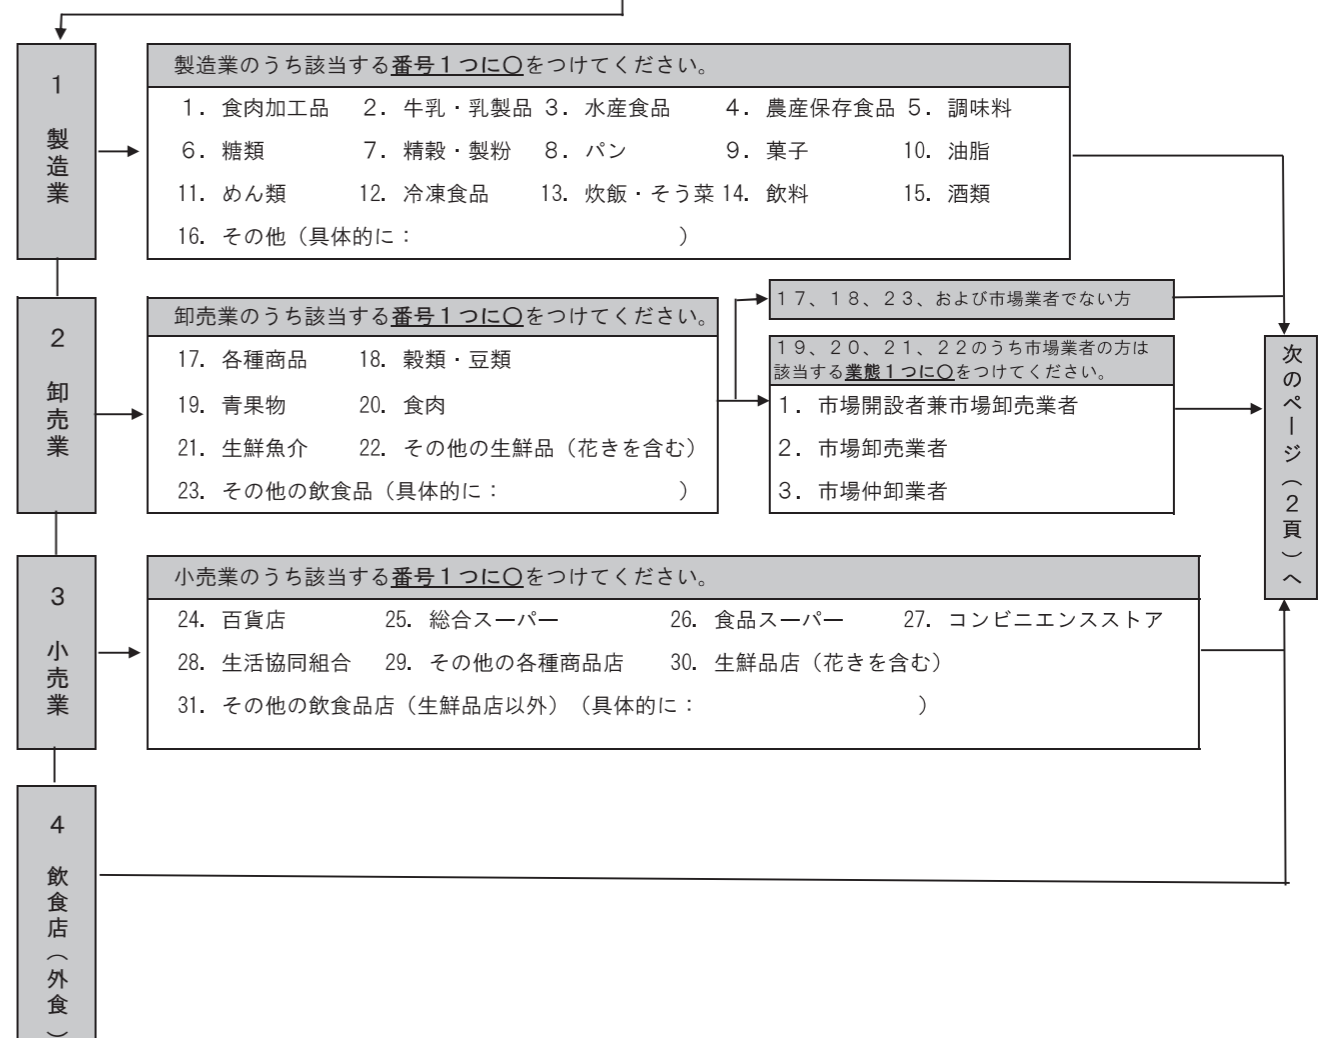 1 製造業
製造業のうち該当する番号1つに〇をつけてください。
1. 食肉加工品 2. 牛乳・乳製品 3. 水産食品 4. 農産保存食品 5. 調味料
6. 糖類 7. 精穀・製粉 8. パン 9. 菓子 10. 油脂
11. めん類 12. 冷凍食品 13. 炊飯・そう菜 14. 飲料 15. 酒類
16. その他（具体的に： ）
2 卸売業
卸売業のうち該当する番号1つに〇をつけてください。
17. 各種商品 18. 穀類・豆類
19. 青果物 20. 食肉
21. 生鮮魚介 22. その他の生鮮品（花きを含む）
23. その他の飲食品（具体的に： ）
17、18、23、および市場業者でない方
19、20、21、22のうち市場業者の方は
該当する業態1つに〇をつけてください。
1. 市場開設者兼市場卸売業者
2. 市場卸売業者
3. 市場仲卸業者
次のページ（2頁）へ
3 小売業
小売業のうち該当する番号1つに〇をつけてください。
24. 百貨店 25. 総合スーパー 26. 食品スーパー 27. コンビニエンスストア
28. 生活協同組合 29. その他の各種商品店 30. 生鮮品店（花きを含む）
31. その他の飲食品店（生鮮品店以外）（具体的に： ）
4 飲食店（外食）